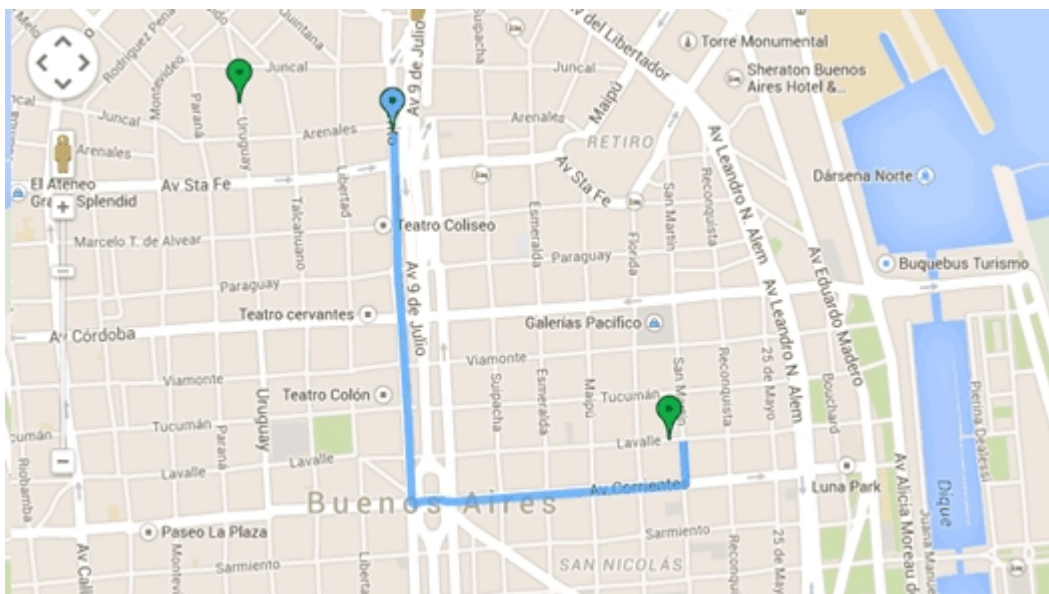 Rodriguez Peña
Quintana
Suipacha
Av del Libertador
Torre Monumental
Montevideo
Juncal
Av 9 de Julio
Juncal
Maipú
Sheraton Buenos
Aires Hotel &...
Paraná
Juncal
Uruguay
Arenales
Arenales
RETIRO
Arenales
Av Leandro N. Alem
El Ateneo
Grand Splendid
Av Sta Fe
Libertad
Av Sta Fe
Dársena Norte
Talcahuano
San Martín
Reconquista
Marcelo T. de Alvear
Teatro Coliseo
Esmeralda
Florida
Av Eduardo Madero
Paraguay
Buquebus Turismo
Paraguay
Av 9 de Julio
Av Leandro N. Alem
Teatro cervantes
Galerías Pacífico
Av Córdoba
Viamonte
Viamonte
Suipacha
Esmeralda
Maipú
San Martín
Reconquista
25 de Mayo
Bouchard
Pierina Dealessi
Uruguay
Teatro Colón
Tucumán
Tucumán
Tucumán
Paraná
Lavalle
Lavalle
Lavalle
Riobamba
Av Corrientes
Luna Park
Buenos Aires
Av Alicia Moreau de
Dique
Juana Manuel
Paseo La Plaza
Sarmiento
Sarmiento
SAN NICOLÁS